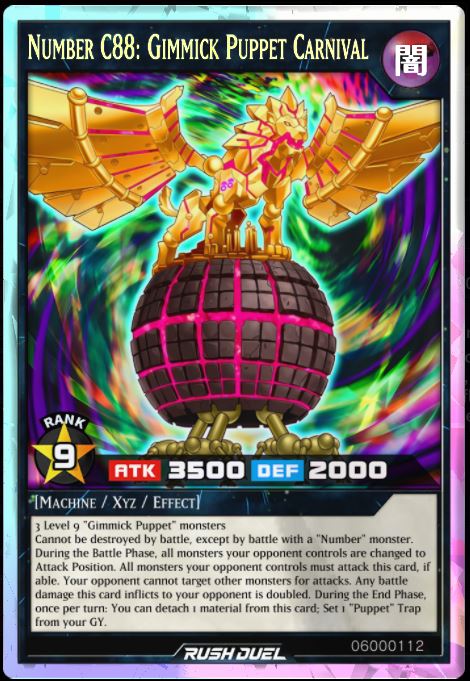 Number C88: Gimmick Puppet Carnival
闇
88
RANK
9
ATK 3500 DEF 2000
[Machine / Xyz / Effect]
3 Level 9 "Gimmick Puppet" monsters
Cannot be destroyed by battle, except by battle with a "Number" monster.
During the Battle Phase, all monsters your opponent controls are changed to
Attack Position. All monsters your opponent controls must attack this card, if
able. Your opponent cannot target other monsters for attacks. Any battle
damage this card inflicts to your opponent is doubled. During the End Phase,
once per turn: You can detach 1 material from this card; Set 1 "Puppet" Trap
from your GY.
RUSH DUEL
06000112